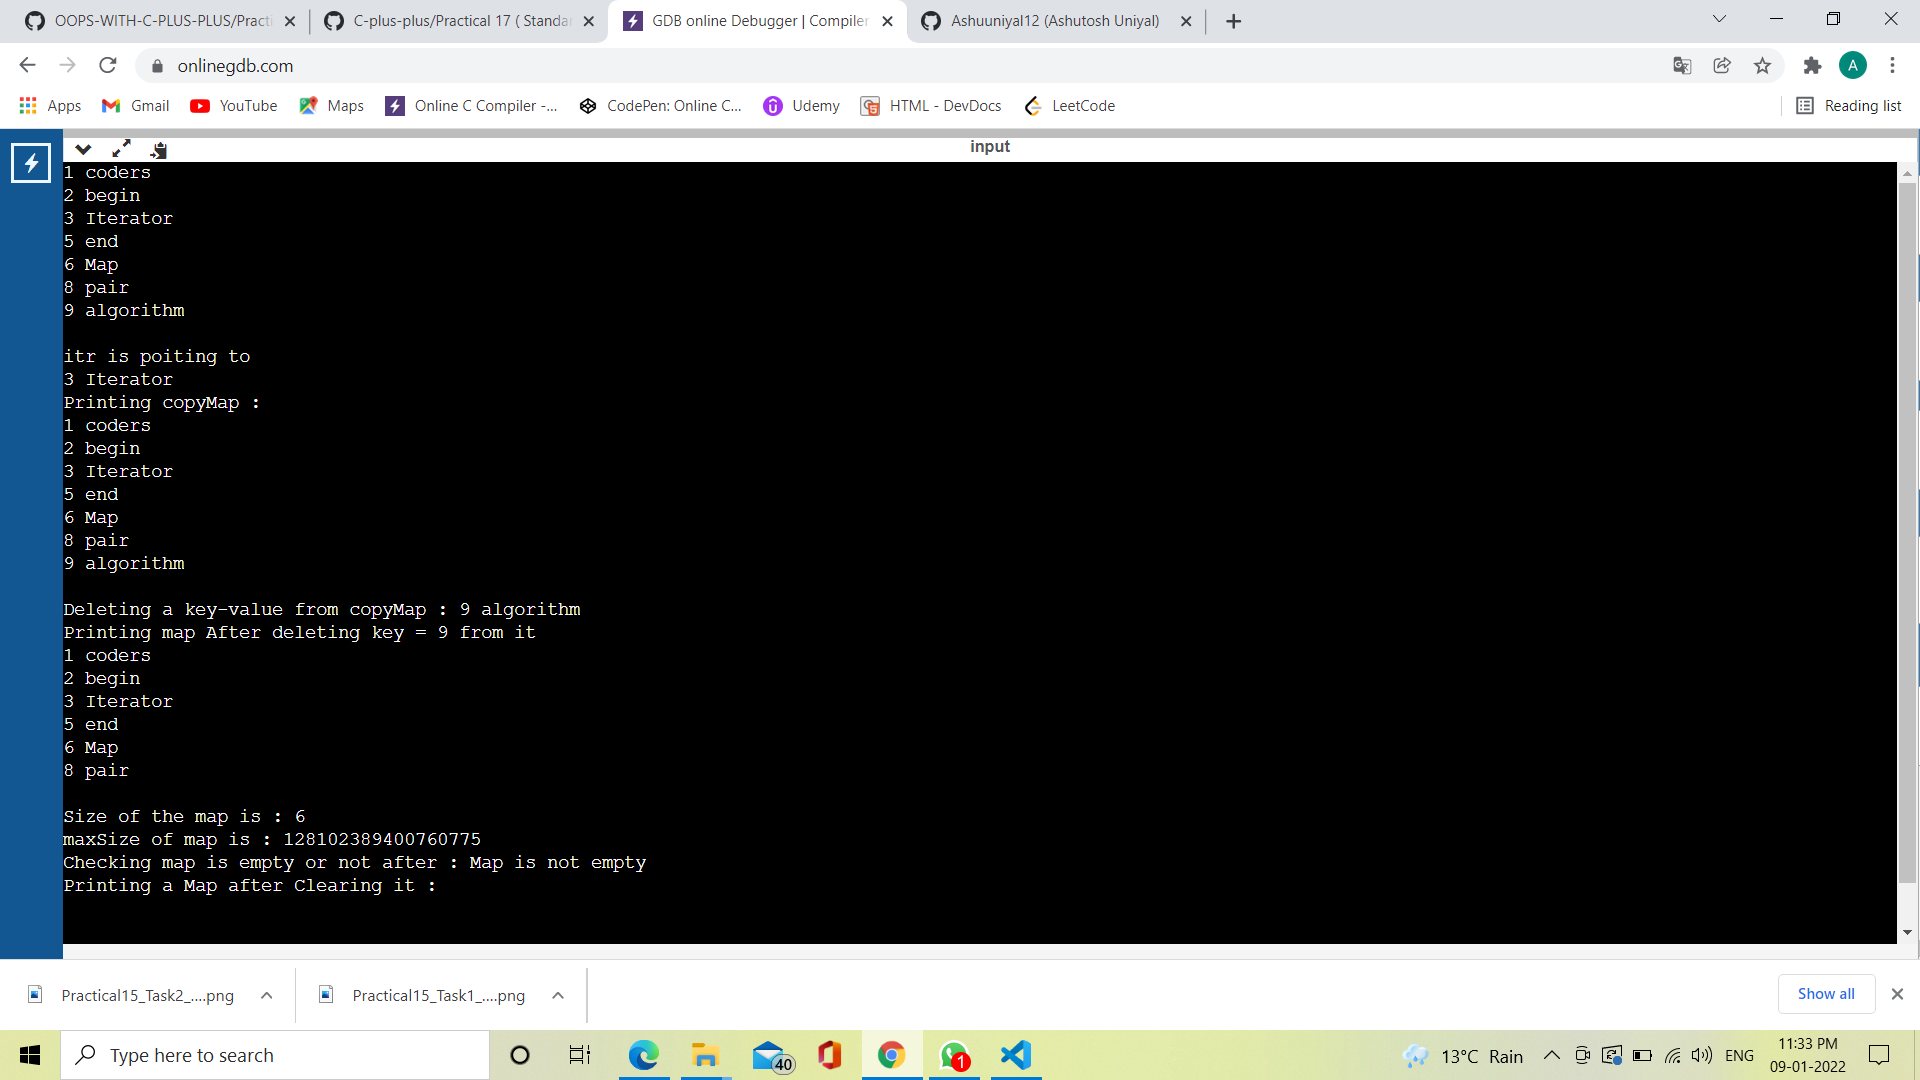 OOPS-WITH-C-PLUS-PLUS/Practi
C-plus-plus/Practical 17 ( Standa
GDB online Debugger | Compiler
Ashuuniyal12 (Ashutosh Uniyal)
onlinegdb.com
A
Apps
Gmail
YouTube
Maps
Online C Compiler -...
CodePen: Online C...
Udemy
HTML - DevDocs
LeetCode
Reading list
input
1 coders
2 begin
3 Iterator
5 end
6 Map
8 pair
9 algorithm
itr is poiting to
3 Iterator
Printing copyMap :
1 coders
2 begin
3 Iterator
5 end
6 Map
8 pair
9 algorithm
Deleting a key-value from copyMap : 9 algorithm
Printing map After deleting key = 9 from it
1 coders
2 begin
3 Iterator
5 end
6 Map
8 pair
Size of the map is : 6
maxSize of map is : 128102389400760775
Checking map is empty or not after : Map is not empty
Printing a Map after Clearing it :
Practical15_Task2_....png
Practical15_Task1_....png
Show all
Type here to search
40
1
13°C Rain
ENG
11:33 PM
09-01-2022